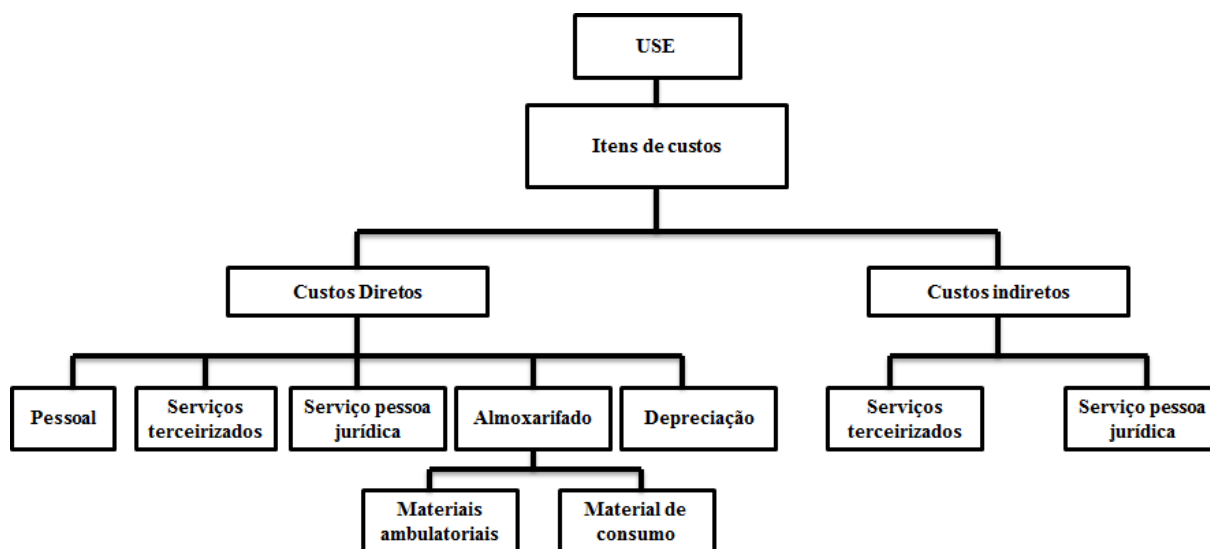 USE
Itens de custos
Custos Diretos
Custos indiretos
Pessoal
Serviços
terceirizados
Serviço pessoa
jurídica
Almoxarifado
Depreciação
Serviços
terceirizados
Serviço pessoa
jurídica
Materiais
ambulatoriais
Material de
consumo